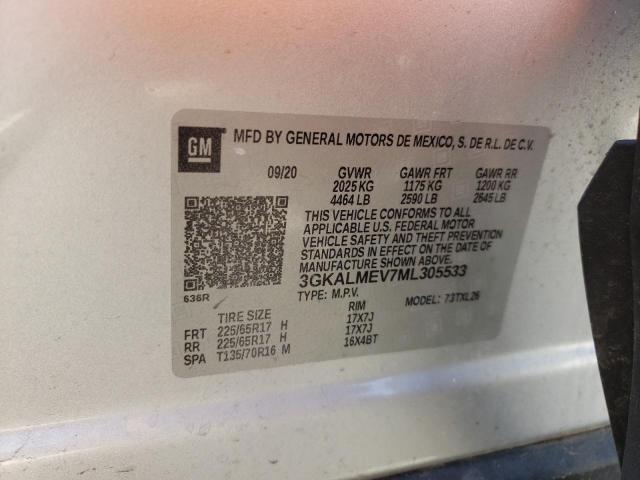 GM MFD BY GENERAL MOTORS DE MEXICO, S. DE R.L. DE C.V.
09/20 GVWR GAWR FRT GAWR RR
2025 KG 1175 KG 1200 KG
4464 LB 2590 LB 2645 LB
THIS VEHICLE CONFORMS TO ALL
APPLICABLE U.S. FEDERAL MOTOR
VEHICLE SAFETY AND THEFT PREVENTION
STANDARDS IN EFFECT ON THE DATE OF
MANUFACTURE SHOWN ABOVE.
3GKALMEV7ML305533
636R TYPE: M.P.V. MODEL: 73TXL26
TIRE SIZE RIM
FRT 225/65R17 H 17X7J
RR 225/65R17 H 17X7J
SPA T135/70R16 M 16X4BT